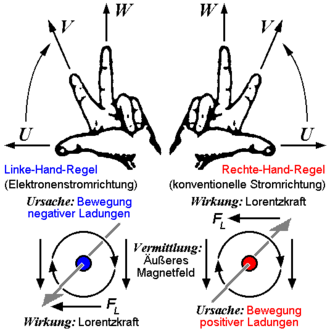 W W
V V
U U
Linke-Hand-Regel Rechte-Hand-Regel
(Elektronenstromrichtung) (konventionelle Stromrichtung)
Ursache: Bewegung negativer Ladungen Wirkung: Lorentzkraft
F_L
Vermittlung:
Äußeres
Magnetfeld
F_L
Wirkung: Lorentzkraft Ursache: Bewegung
positiver Ladungen